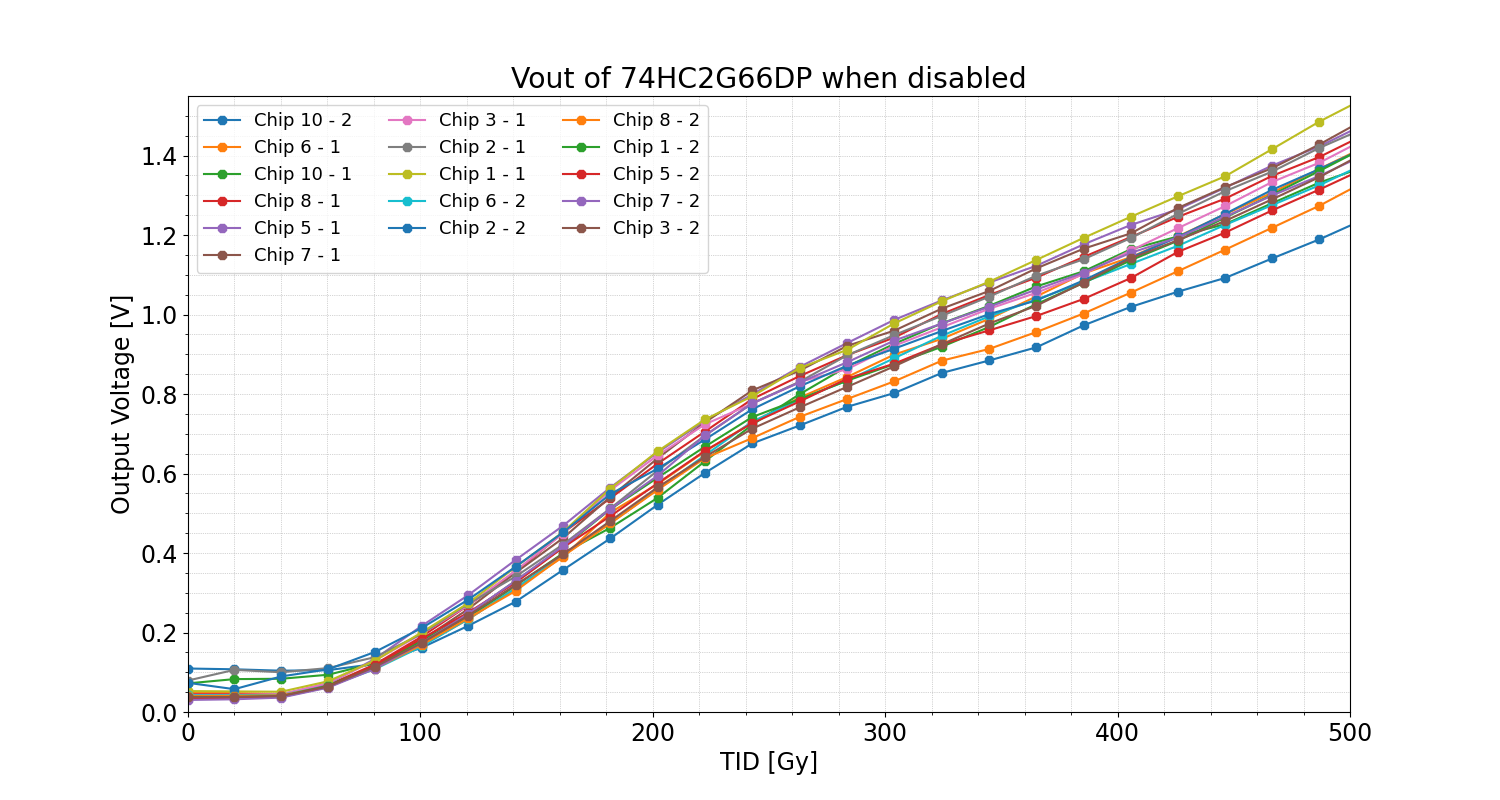 Vout of 74HC2G66DP when disabled
Chip 10 - 2
Chip 6 - 1
Chip 10 - 1
Chip 8 - 1
Chip 5 - 1
Chip 7 - 1
Chip 3 - 1
Chip 2 - 1
Chip 1 - 1
Chip 6 - 2
Chip 2 - 2
Chip 8 - 2
Chip 1 - 2
Chip 5 - 2
Chip 7 - 2
Chip 3 - 2
Output Voltage [V]
1.4
1.2
1.0
0.8
0.6
0.4
0.2
0.0
0 100 200 300 400 500
TID [Gy]